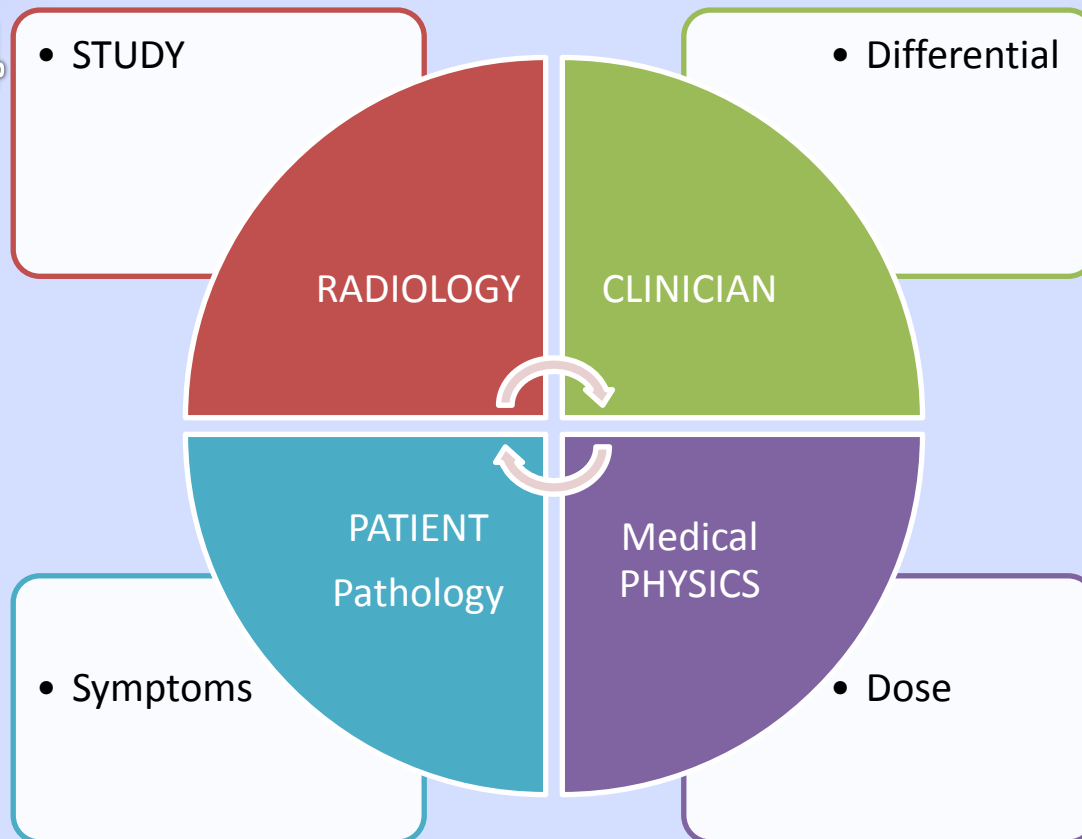 • STUDY
• Differential
RADIOLOGY
CLINICIAN
PATIENT
Pathology
Medical
PHYSICS
• Symptoms
• Dose